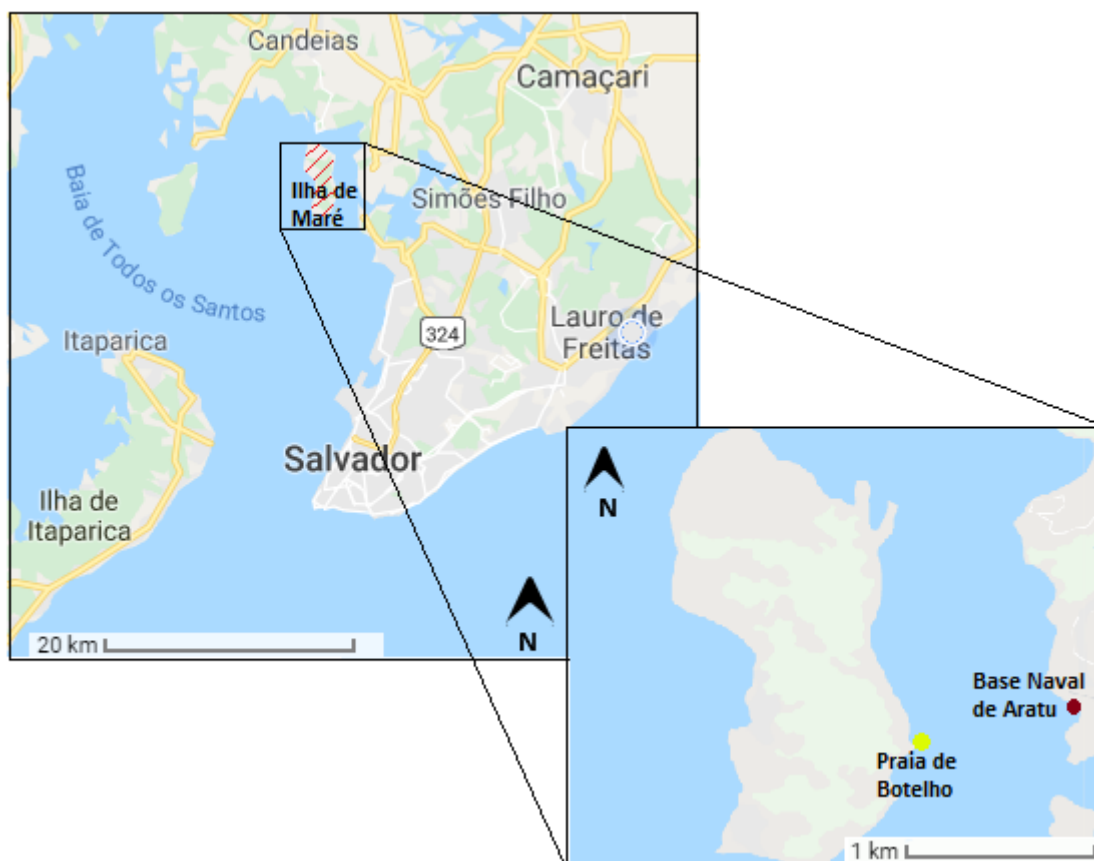 Candeias
Camaçari
Ilha de
Maré
Simões Filho
Baia de Todos os Santos
Lauro de
Freitas
324
Itaparica
Salvador
Ilha de
Itaparica
N
20 km
N
Base Naval
de Aratu
Praia de
Botelho
1 km